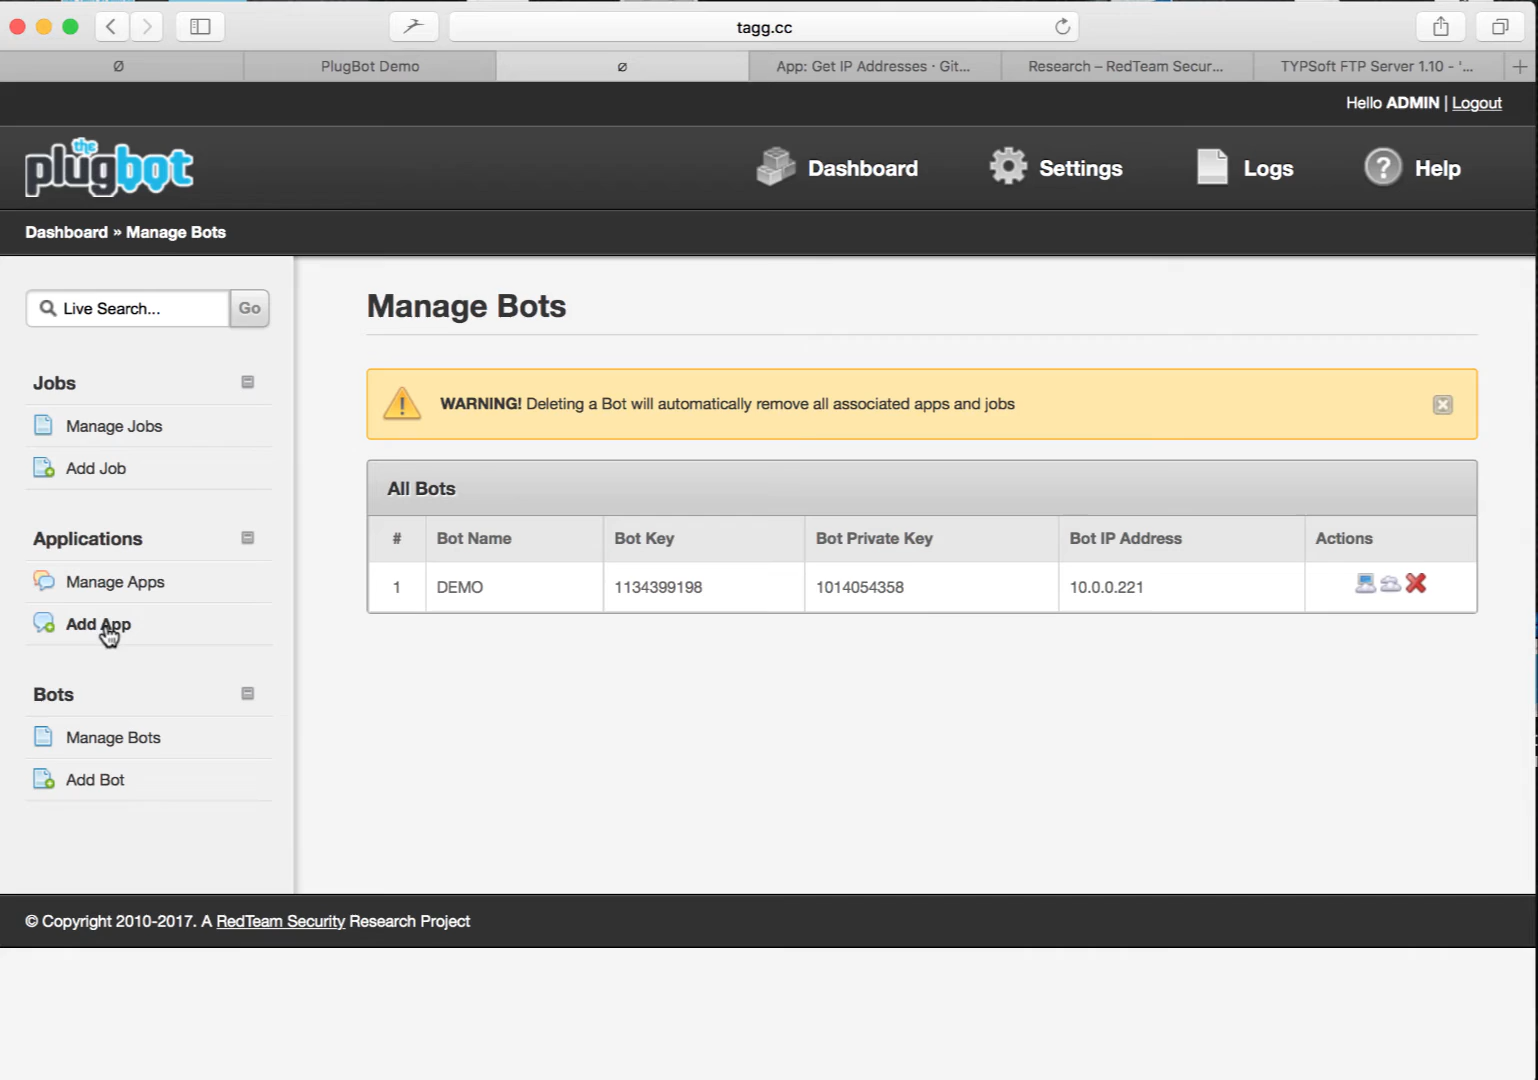 tagg.cc
Ø
PlugBot Demo
Ø
App: Get IP Addresses · Git...
Research – RedTeam Secur...
TYPSoft FTP Server 1.10 - '...
Hello ADMIN | Logout
the plugbot
Dashboard
Settings
Logs
? Help
Dashboard » Manage Bots
Live Search...
Go
Jobs
Manage Jobs
Add Job
Applications
Manage Apps
Add App
Bots
Manage Bots
Add Bot
Manage Bots
WARNING! Deleting a Bot will automatically remove all associated apps and jobs
All Bots
# Bot Name Bot Key Bot Private Key Bot IP Address Actions
1 DEMO 1134399198 1014054358 10.0.0.221
© Copyright 2010-2017. A RedTeam Security Research Project